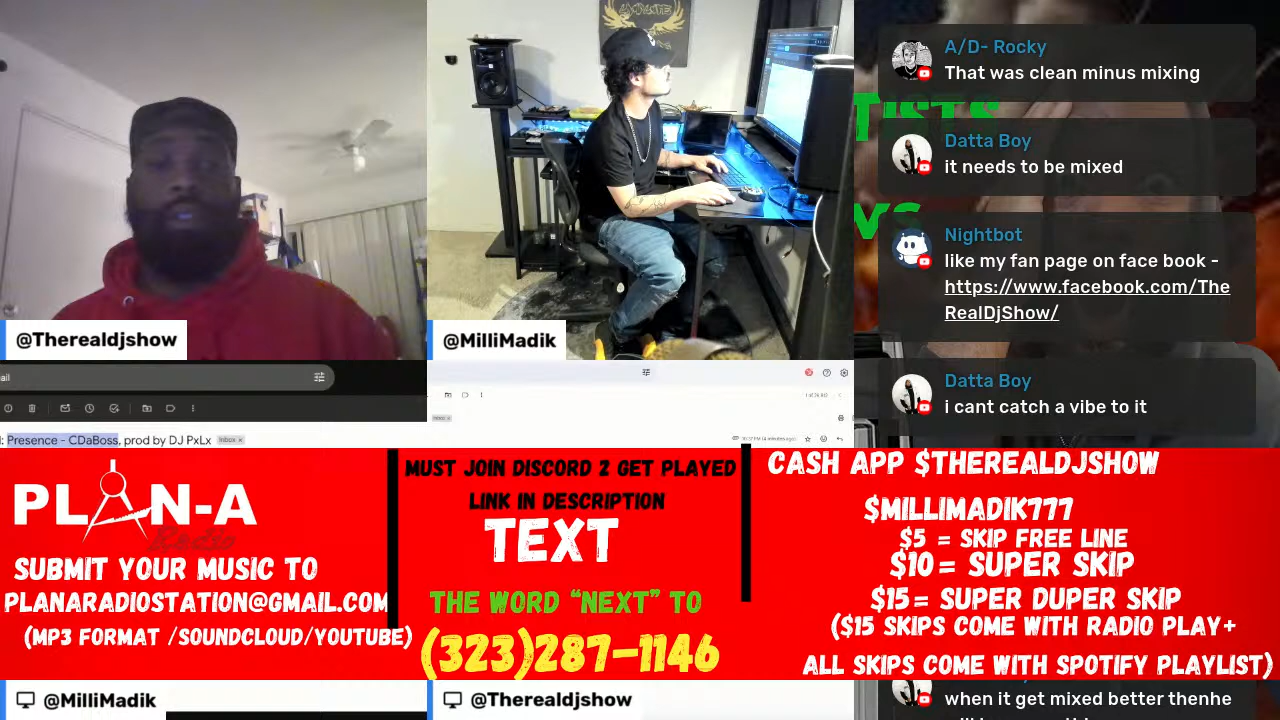 @Therealdjshow
@MilliMadik
A/D- Rocky
That was clean minus mixing
Datta Boy
it needs to be mixed
Nightbot
like my fan page on face book -
https://www.facebook.com/The
RealDjShow/
Datta Boy
i cant catch a vibe to it
ail
Presence - CDaBoss, prod by DJ PxLx Inbox x
PLAN-A
Radio
SUBMIT YOUR MUSIC TO
PLANARADIOSTATION@GMAIL.COM
(MP3 FORMAT /SOUNDCLOUD/YOUTUBE)
MUST JOIN DISCORD 2 GET PLAYED
LINK IN DESCRIPTION
TEXT
THE WORD “NEXT” TO
(323)287-1146
CASH APP $THEREALDJSHOW
$MILLIMADIK777
$5 = SKIP FREE LINE
$10 = SUPER SKIP
$15= SUPER DUPER SKIP
($15 SKIPS COME WITH RADIO PLAY+
ALL SKIPS COME WITH SPOTIFY PLAYLIST)
@MilliMadik
@Therealdjshow
when it get mixed better thenhe